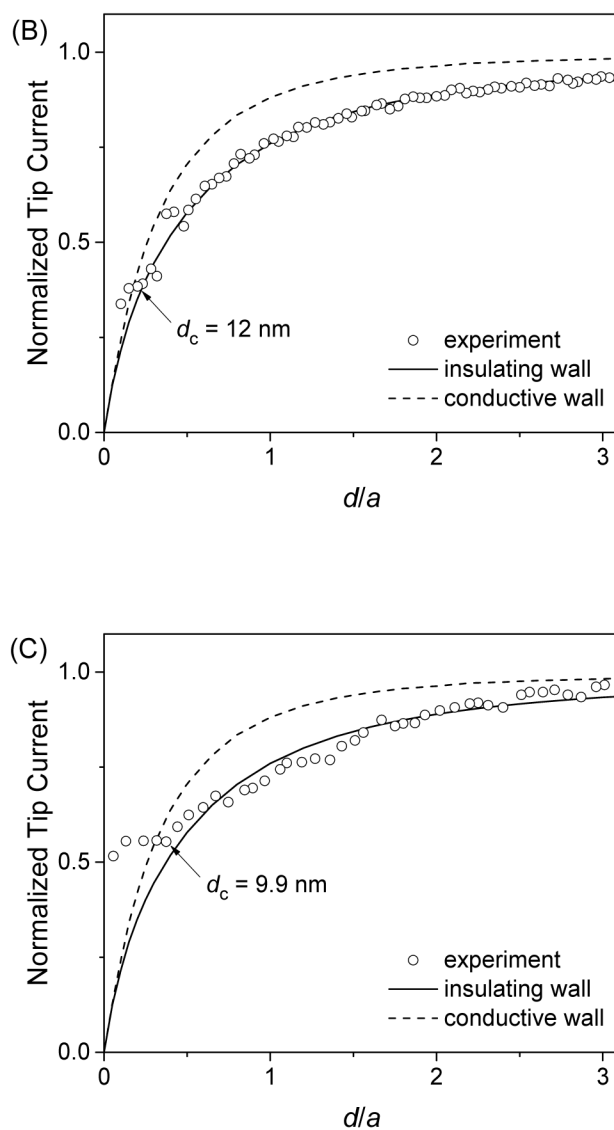 (B)
1.0
0.5
0.0
Normalized Tip Current
d_c = 12 nm
experiment
insulating wall
conductive wall
0 1 2 3
d/a
(C)
1.0
0.5
0.0
Normalized Tip Current
d_c = 9.9 nm
experiment
insulating wall
conductive wall
0 1 2 3
d/a